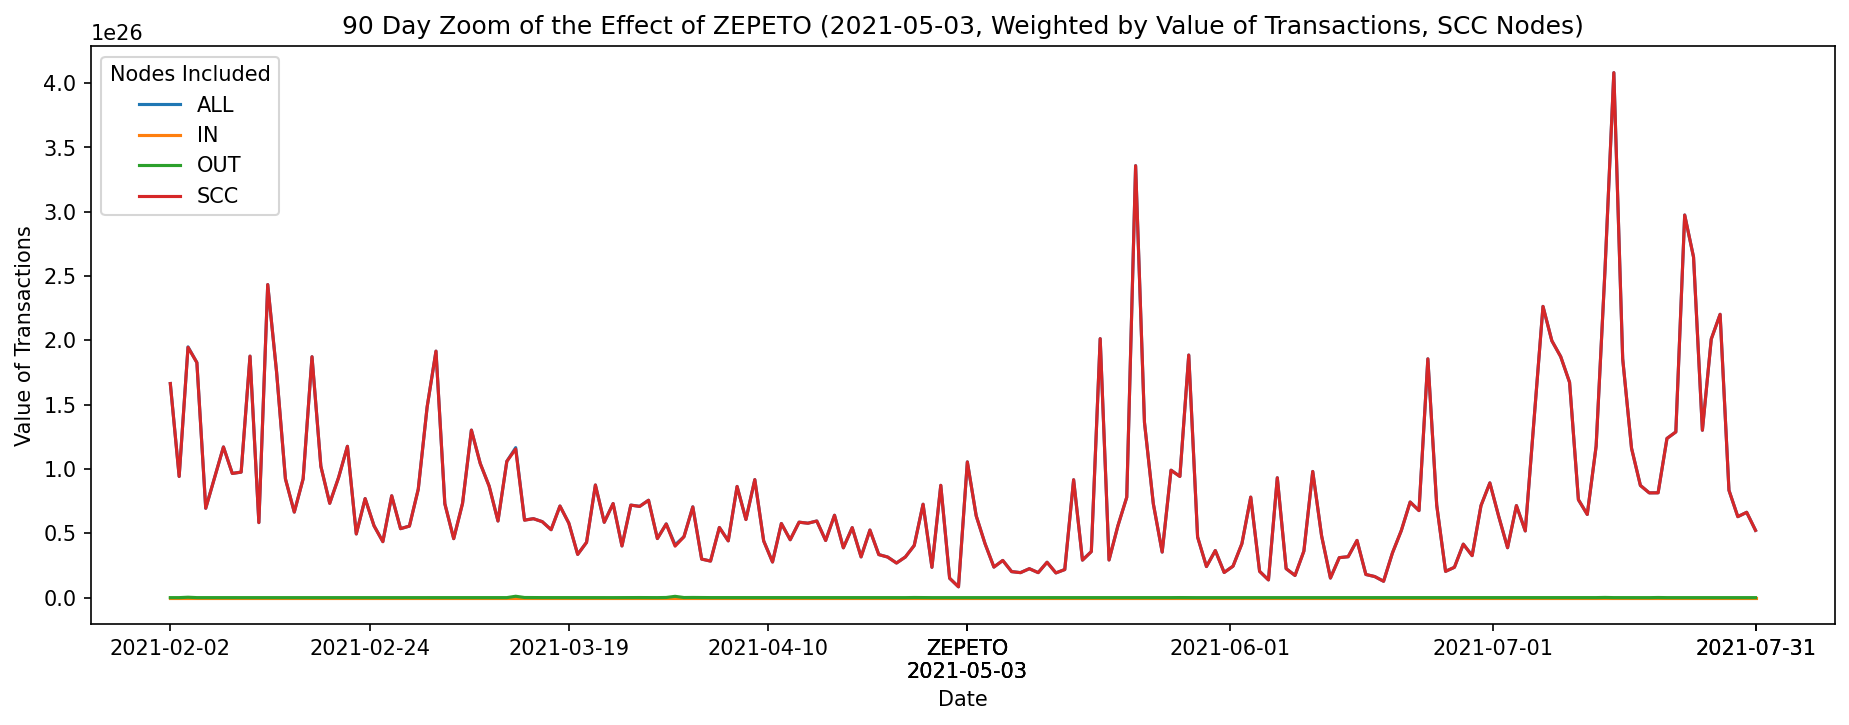 90 Day Zoom of the Effect of ZEPETO (2021-05-03, Weighted by Value of Transactions, SCC Nodes)
1e26
Nodes Included
ALL
IN
OUT
SCC
Value of Transactions
4.0
3.5
3.0
2.5
2.0
1.5
1.0
0.5
0.0
2021-02-02 2021-02-24 2021-03-19 2021-04-10 ZEPETO 2021-06-01 2021-07-01 2021-07-31
2021-05-03
Date